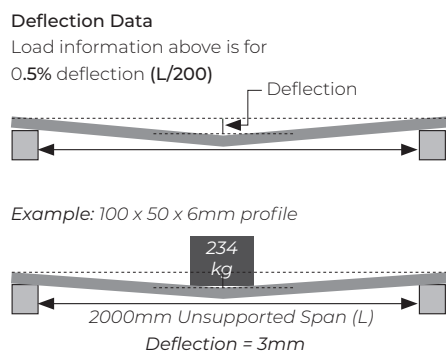 Deflection Data
Load information above is for
0.5% deflection (L/200)
Deflection
Example: 100 x 50 x 6mm profile
234
kg
2000mm Unsupported Span (L)
Deflection = 3mm